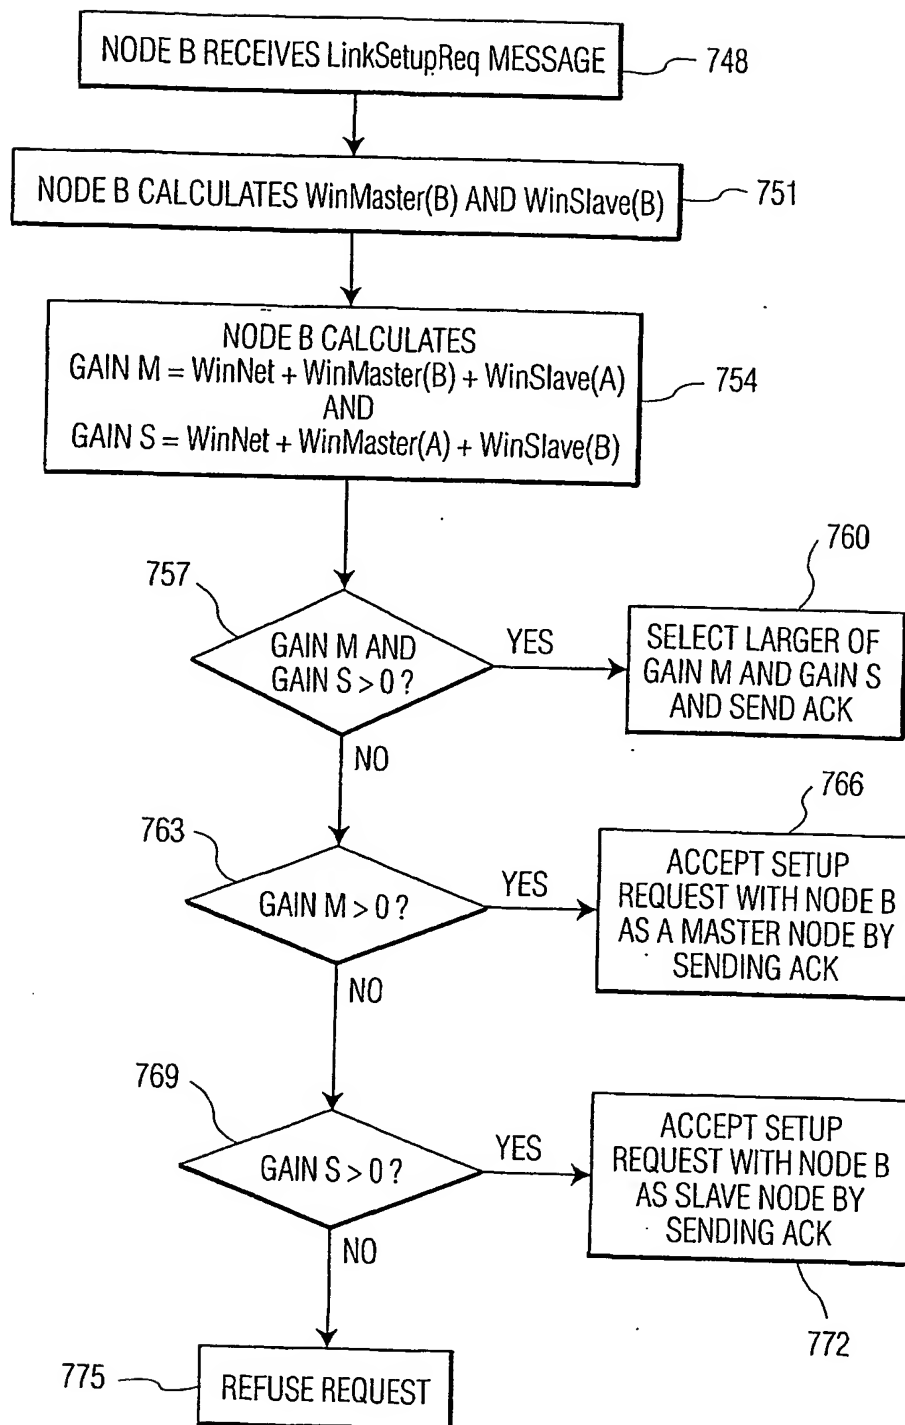 NODE B RECEIVES LinkSetupReq MESSAGE
748
NODE B CALCULATES WinMaster(B) AND WinSlave(B)
751
NODE B CALCULATES
GAIN M = WinNet + WinMaster(B) + WinSlave(A)
AND
GAIN S = WinNet + WinMaster(A) + WinSlave(B)
754
757
GAIN M AND
GAIN S > 0 ?
YES
760
SELECT LARGER OF
GAIN M AND GAIN S
AND SEND ACK
NO
763
GAIN M > 0 ?
YES
766
ACCEPT SETUP
REQUEST WITH NODE B
AS A MASTER NODE BY
SENDING ACK
NO
769
GAIN S > 0 ?
YES
ACCEPT SETUP
REQUEST WITH NODE B
AS SLAVE NODE BY
SENDING ACK
772
NO
775
REFUSE REQUEST